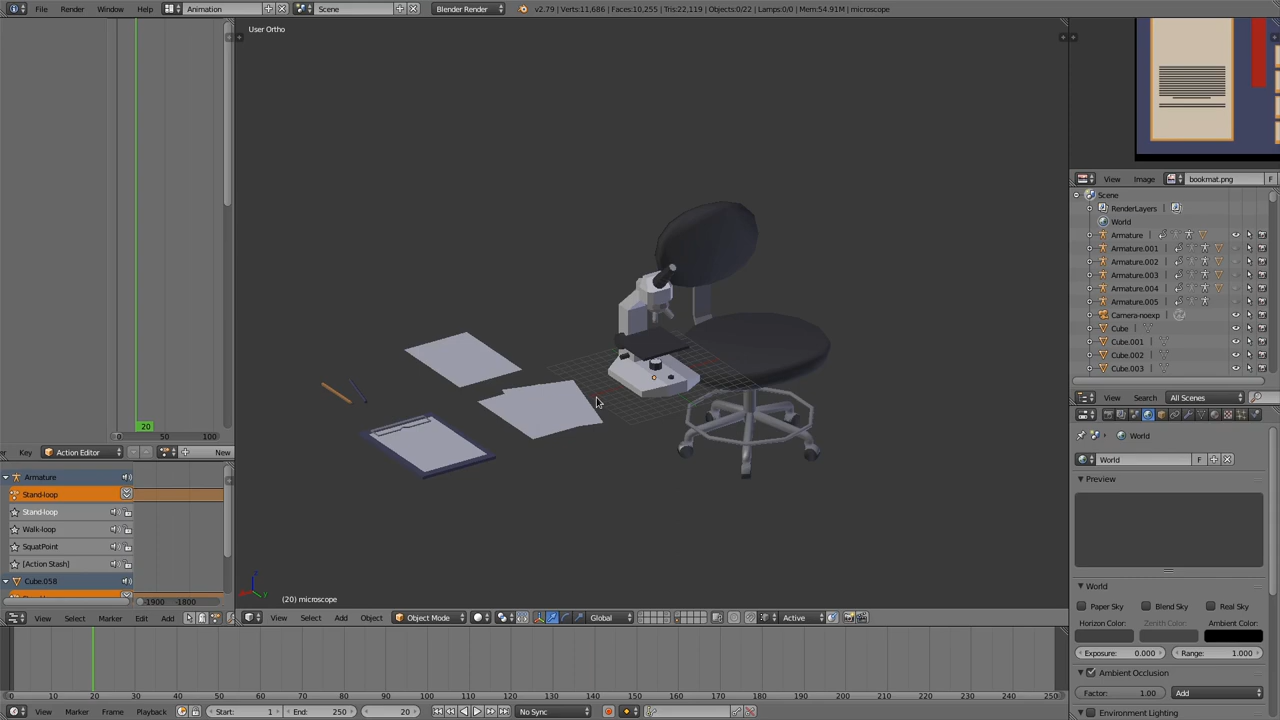 File Render Window Help Animation Scene Blender Render v2.79 | Verts:11,686 | Faces:10,255 | Tris:22,119 | Objects:0/22 | Lamps:0/0 | Mem:54.91M | microscope
User Ortho
View Image bookmat.png F
Scene
RenderLayers
World
Armature
Armature.001
Armature.002
Armature.003
Armature.004
Armature.005
Camera-noexp
Cube
Cube.001
Cube.002
Cube.003
View Search All Scenes
World
World F
Preview
World
Paper Sky Blend Sky Real Sky
Horizon Color: Zenith Color: Ambient Color:
Exposure: 0.000 Range: 1.000
Ambient Occlusion
Factor: 1.00 Add
Environment Lighting
20
0 50 100
Key Action Editor New
Armature
Stand-loop
Stand-loop
Walk-loop
SquatPoint
[Action Stash]
Cube.058
-1900 -1800
View Select Marker Edit Add
z
y
(20) microscope
View Select Add Object Object Mode Global Active
0 10 20 30 40 50 60 70 80 90 100 110 120 130 140 150 160 170 180 190 200 210 220 230 240 250
View Marker Frame Playback Start: 1 End: 250 20 No Sync